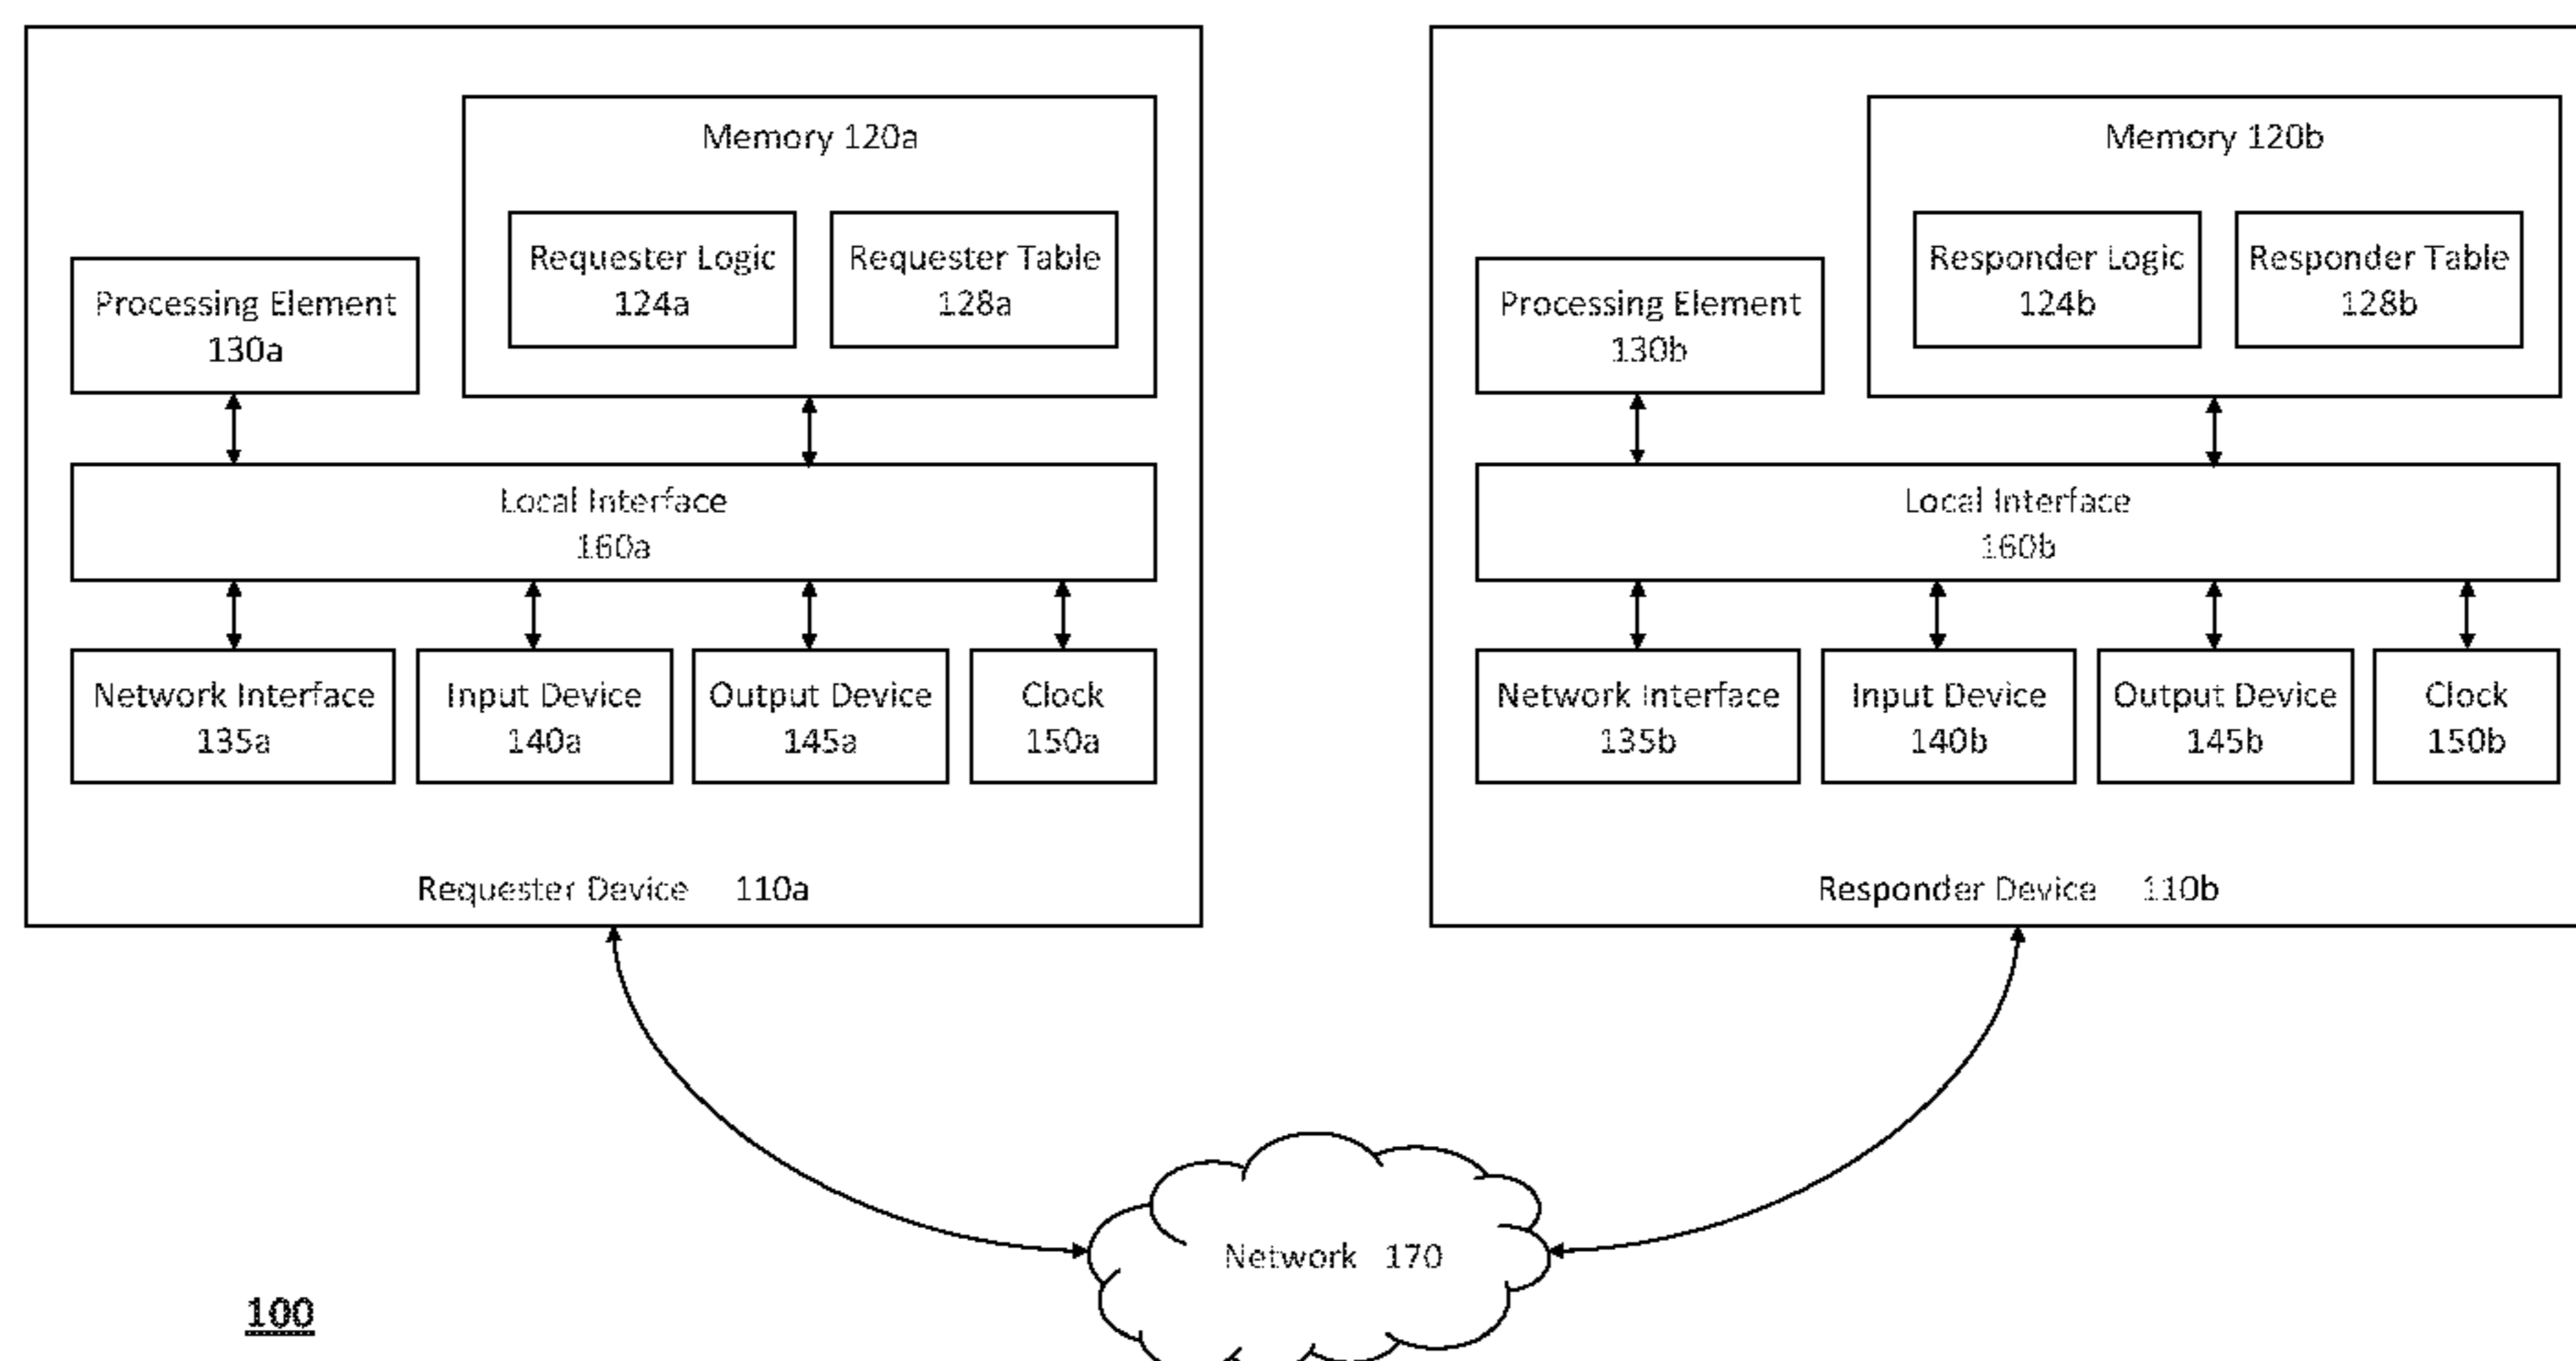 Memory 120a
Requester Logic
124a
Requester Table
128a
Processing Element
130a
Local Interface
160a
Network Interface
135a
Input Device
140a
Output Device
145a
Clock
150a
Requester Device 110a
Memory 120b
Responder Logic
124b
Responder Table
128b
Processing Element
130b
Local Interface
160b
Network Interface
135b
Input Device
140b
Output Device
145b
Clock
150b
Responder Device 110b
Network 170
100